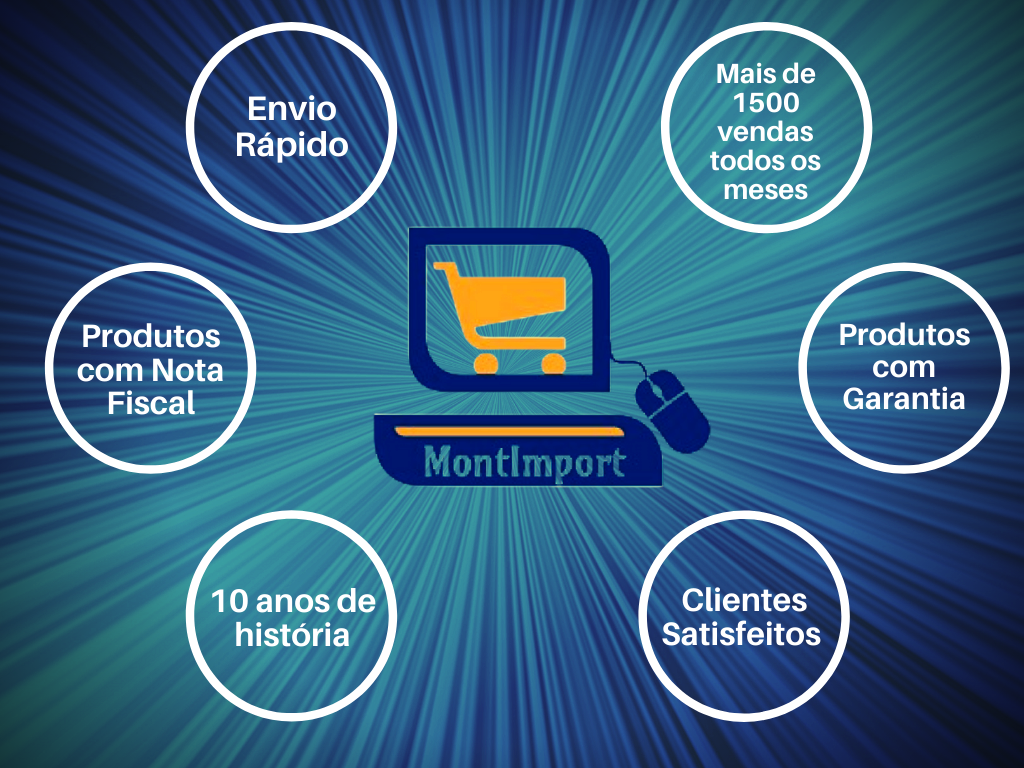 Envio
Rápido
Mais de
1500
vendas
todos os
meses
Produtos
com Nota
Fiscal
Produtos
com
Garantia
MontImport
10 anos de
história
Clientes
Satisfeitos